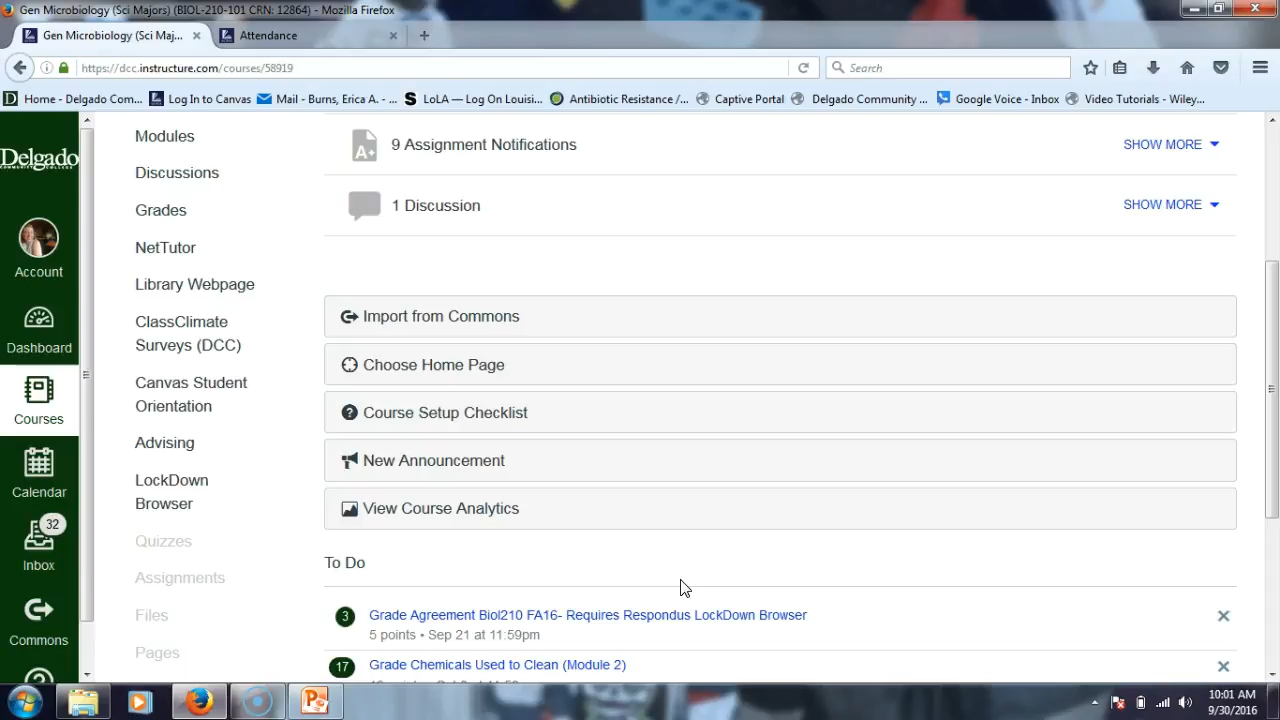 Gen Microbiology (Sci Majors) (BIOL-210-101 CRN: 12864) - Mozilla Firefox
Gen Microbiology (Sci Maj...
Attendance
https://dcc.instructure.com/courses/58919
Search
Home - Delgado Com...
Log In to Canvas
Mail - Burns, Erica A. - ...
LoLA — Log On Louisi...
Antibiotic Resistance /...
Captive Portal
Delgado Community ...
Google Voice - Inbox
Video Tutorials - Wiley...
Delgado
Account
Dashboard
Courses
Calendar
32
Inbox
Commons
Modules
Discussions
Grades
NetTutor
Library Webpage
ClassClimate
Surveys (DCC)
Canvas Student
Orientation
Advising
LockDown
Browser
Quizzes
Assignments
Files
Pages
A+
9 Assignment Notifications
SHOW MORE
1 Discussion
SHOW MORE
Import from Commons
Choose Home Page
Course Setup Checklist
New Announcement
View Course Analytics
To Do
3
Grade Agreement Biol210 FA16- Requires Respondus LockDown Browser
5 points • Sep 21 at 11:59pm
17
Grade Chemicals Used to Clean (Module 2)
10:01 AM
9/30/2016